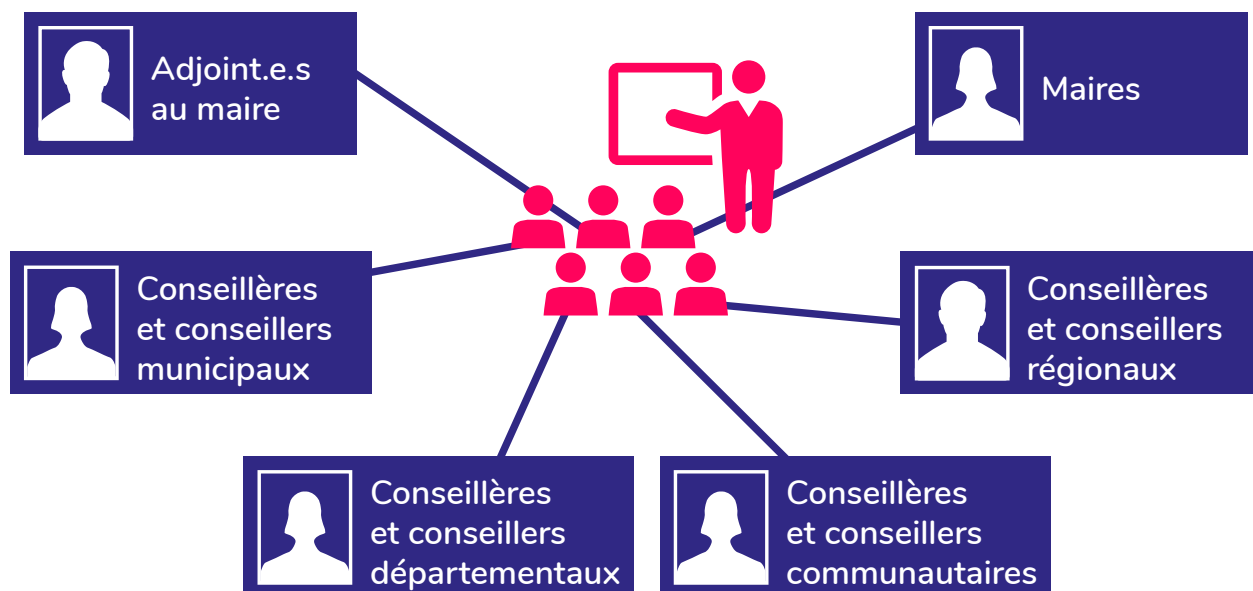 Adjoint.e.s
au maire
Maires
Conseillères
et conseillers
municipaux
Conseillères
et conseillers
régionaux
Conseillères
et conseillers
départementaux
Conseillères
et conseillers
communautaires